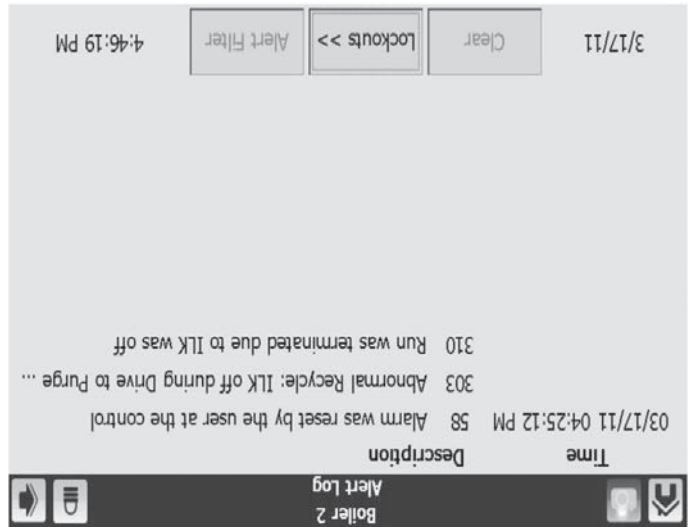 Boiler 2
Alert Log
Time Description
03/17/11 04:25:12 PM 58 Alarm was reset by the user at the control
303 Abnormal Recycle: ILK off during Drive to Purge ...
310 Run was terminated due to ILK was off
3/17/11 Clear Lockouts >> Alert Filter 4:46:19 PM